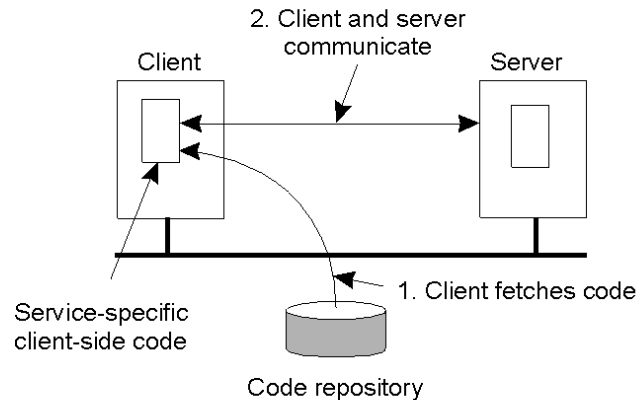 2. Client and server
communicate
Client
Server
1. Client fetches code
Service-specific
client-side code
Code repository